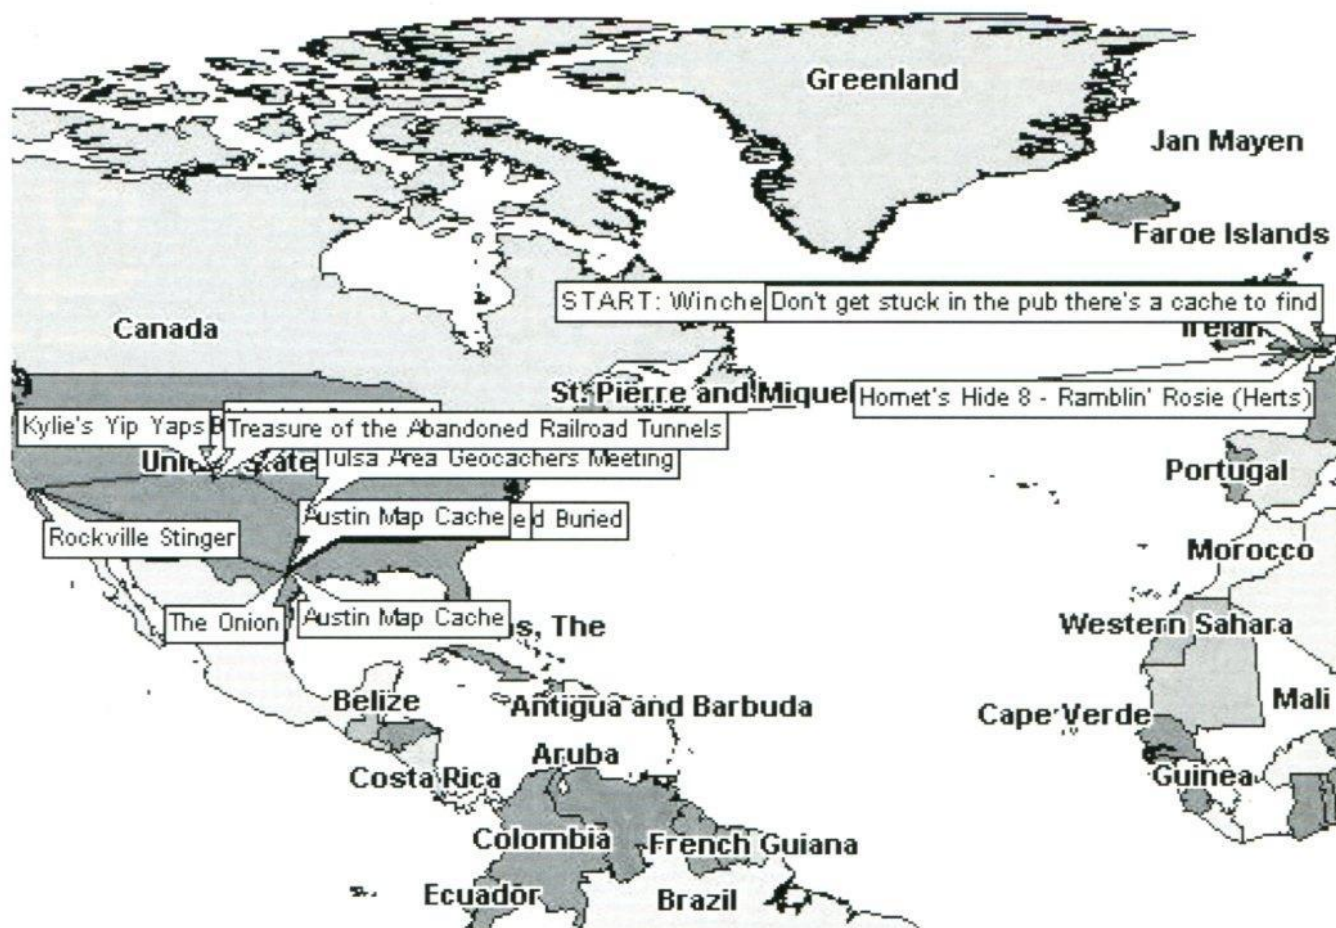 Greenland
Jan Mayen
Faroe Islands
START: Winche
Don't get stuck in the pub there's a cache to find
Canada
St. Pierre and Miquel
Hornet's Hide 8 - Ramblin' Rosie (Herts)
Kylie's Yip Yaps
Treasure of the Abandoned Railroad Tunnels
Tulsa Area Geocachers Meeting
Portugal
Austin Map Cache
ed Buried
Rockville Stinger
Morocco
The Onion
Austin Map Cache
s, The
Western Sahara
Belize
Antigua and Barbuda
Mali
Cape Verde
Aruba
Costa Rica
Guinea
Colombia
French Guiana
Ecuador
Brazil